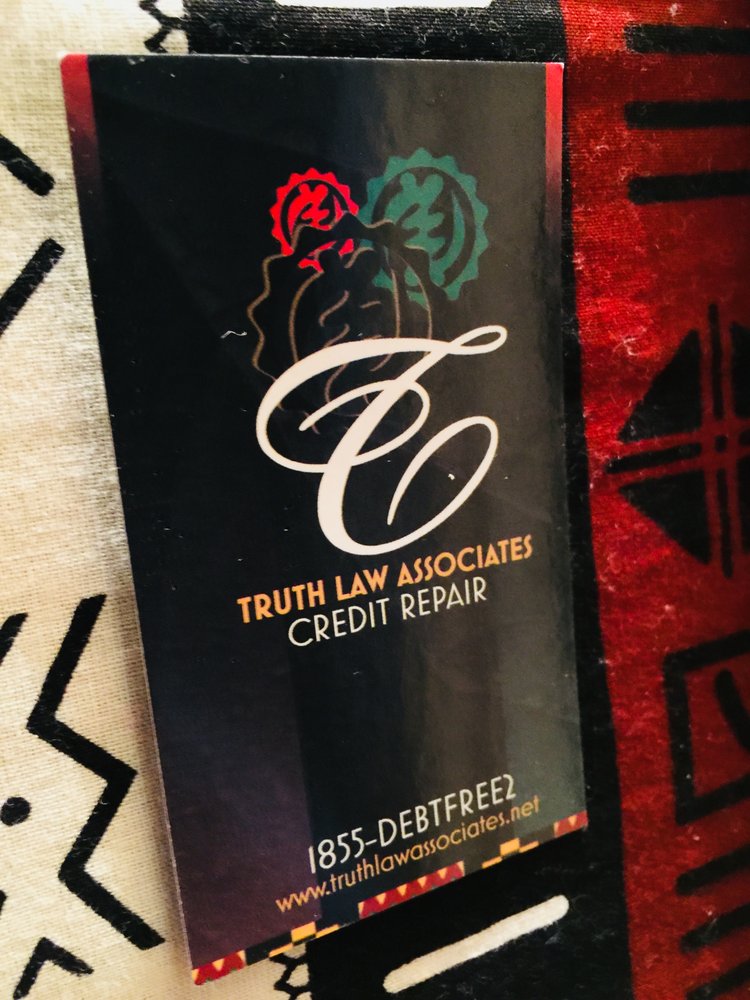 TRUTH LAW ASSOCIATES
CREDIT REPAIR
1855-DEBTFREE2
www.truthlawassociates.net